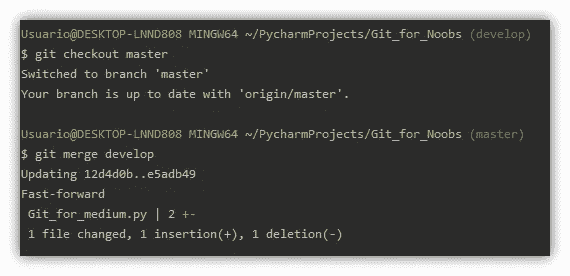 Usuario@DESKTOP-LNND808 MINGW64 ~/PycharmProjects/Git_for_Noobs (develop)
$ git checkout master
Switched to branch 'master'
Your branch is up to date with 'origin/master'.
Usuario@DESKTOP-LNND808 MINGW64 ~/PycharmProjects/Git_for_Noobs (master)
$ git merge develop
Updating 12d4d0b..e5adb49
Fast-forward
Git_for_medium.py | 2 +-
1 file changed, 1 insertion(+), 1 deletion(-)